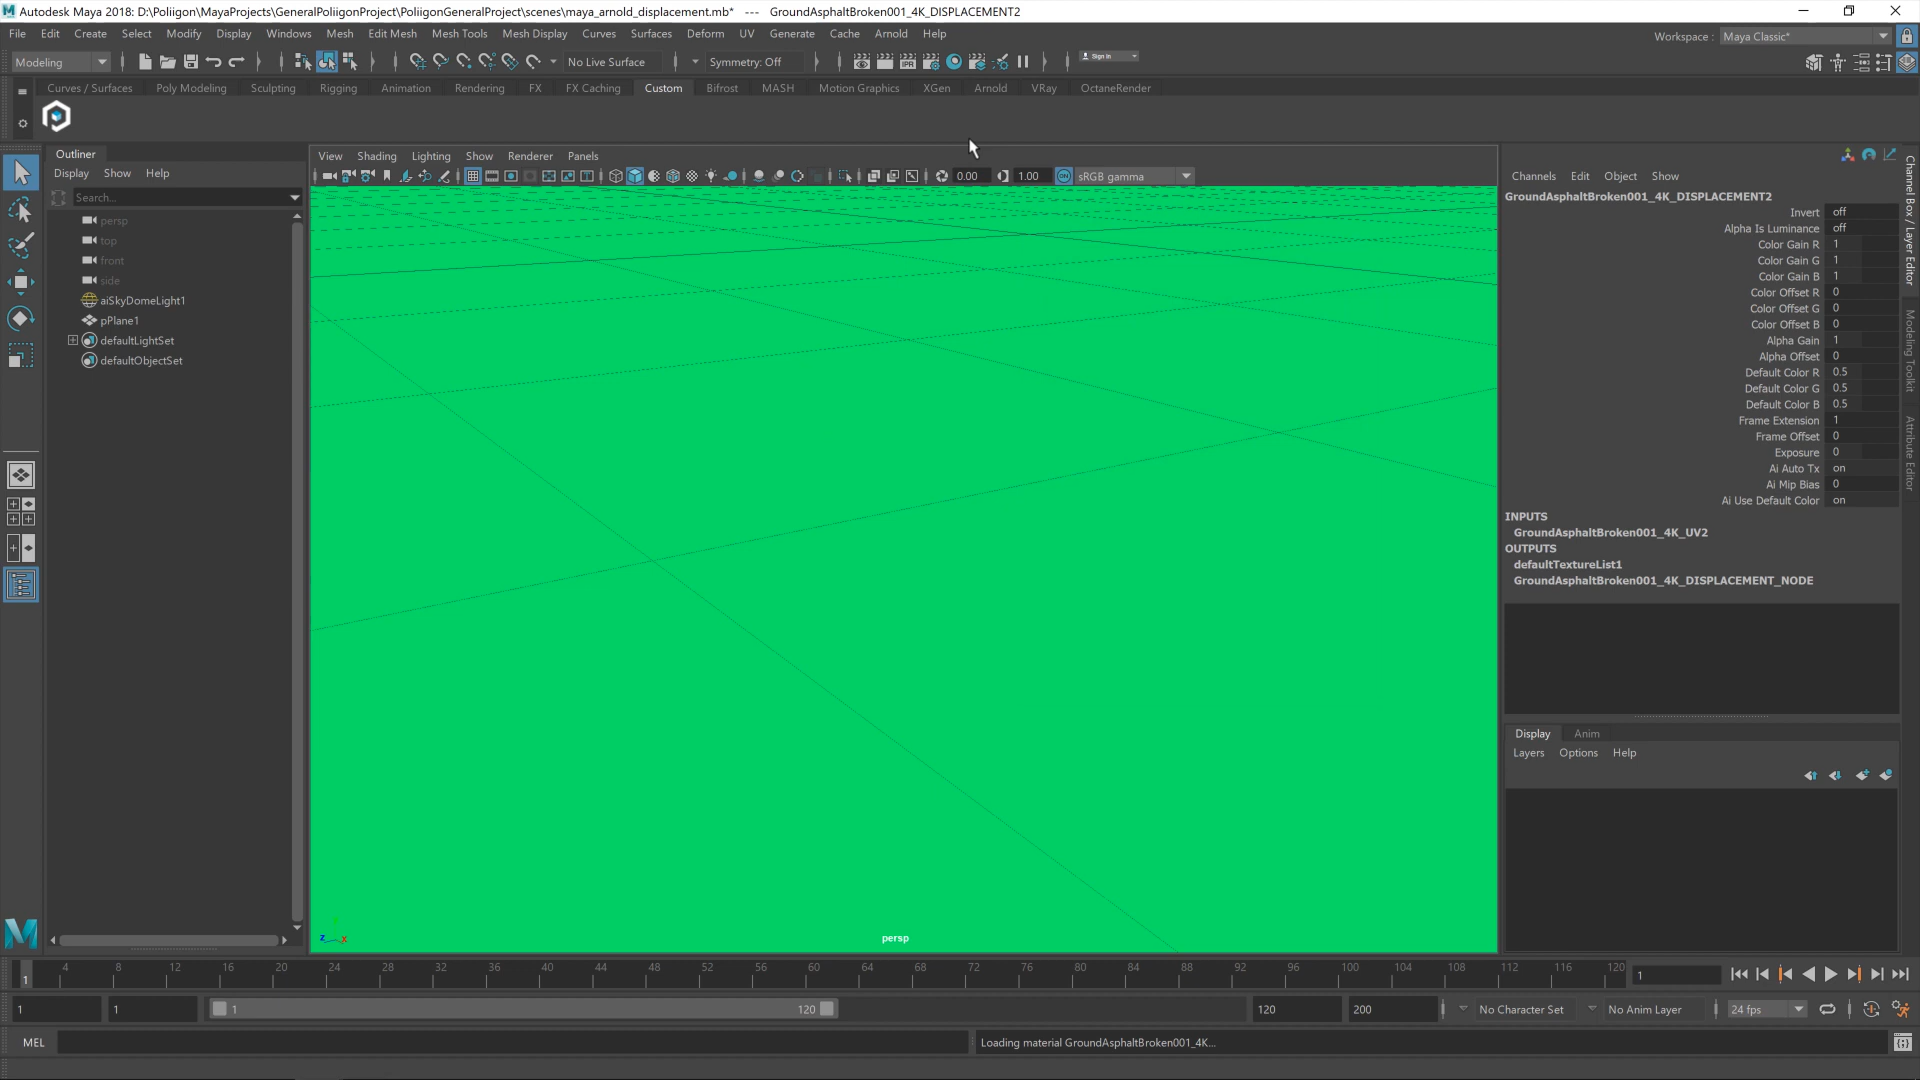 Autodesk Maya 2018: D:\Poliigon\MayaProjects\GeneralPoliigonProject\PoliigonGeneralProject\scenes\maya_arnold_displacement.mb* --- GroundAsphaltBroken001_4K_DISPLACEMENT2
File Edit Create Select Modify Display Windows Mesh Edit Mesh Mesh Tools Mesh Display Curves Surfaces Deform UV Generate Cache Arnold Help
Workspace : Maya Classic*
Modeling No Live Surface Symmetry: Off Sign In
Curves / Surfaces Poly Modeling Sculpting Rigging Animation Rendering FX FX Caching Custom Bifrost MASH Motion Graphics XGen Arnold VRay OctaneRender
Outliner
Display Show Help
Search...
persp
top
front
side
aiSkyDomeLight1
pPlane1
defaultLightSet
defaultObjectSet
View Shading Lighting Show Renderer Panels
0.00 1.00 sRGB gamma
persp
z x
Channels Edit Object Show
GroundAsphaltBroken001_4K_DISPLACEMENT2
Invert off
Alpha Is Luminance off
Color Gain R 1
Color Gain G 1
Color Gain B 1
Color Offset R 0
Color Offset G 0
Color Offset B 0
Alpha Gain 1
Alpha Offset 0
Default Color R 0.5
Default Color G 0.5
Default Color B 0.5
Frame Extension 1
Frame Offset 0
Exposure 0
Ai Auto Tx on
Ai Mip Bias 0
Ai Use Default Color on
INPUTS
GroundAsphaltBroken001_4K_UV2
OUTPUTS
defaultTextureList1
GroundAsphaltBroken001_4K_DISPLACEMENT_NODE
Display Anim
Layers Options Help
Channel Box / Layer Editor
Modeling Toolkit
Attribute Editor
1 4 8 12 16 20 24 28 32 36 40 44 48 52 56 60 64 68 72 76 80 84 88 92 96 100 104 108 112 116 120 1
1 1 1 120 120 200 No Character Set No Anim Layer 24 fps
MEL Loading material GroundAsphaltBroken001_4K...